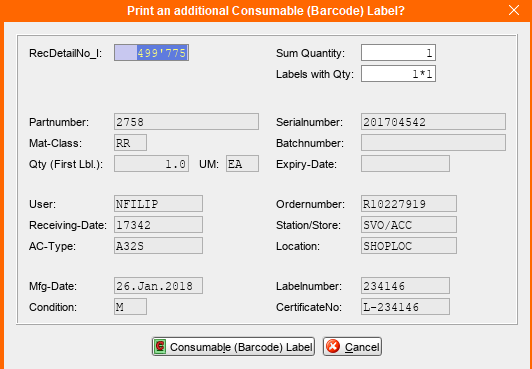 Print an additional Consumable (Barcode) Label?
RecDetailNo_I: 499'775 Sum Quantity: 1
Labels with Qty: 1*1
Partnumber: 2758 Serialnumber: 201704542
Mat-Class: RR Batchnumber:
Qty (First Lbl.): 1.0 UM: EA Expiry-Date:
User: NFILIP Ordernumber: R10227919
Receiving-Date: 17342 Station/Store: SVO/ACC
AC-Type: A32S Location: SHOPLOC
Mfg-Date: 26.Jan.2018 Labelnumber: 234146
Condition: M CertificateNo: L-234146
Consumable (Barcode) Label Cancel